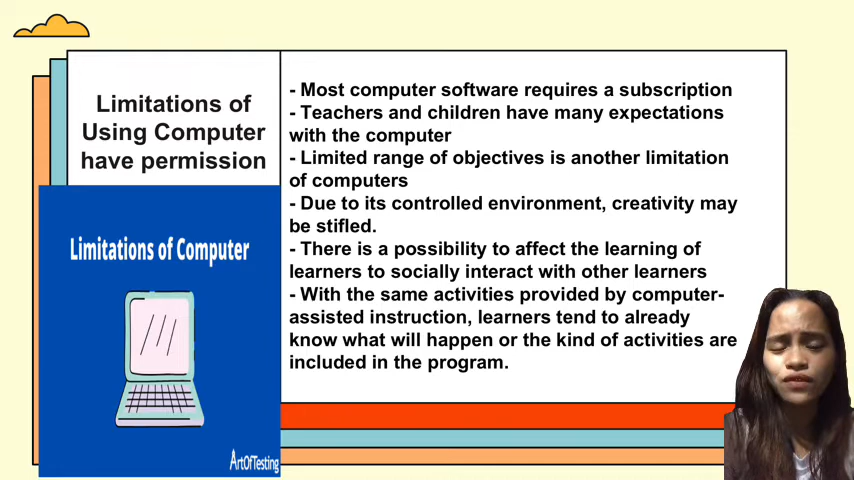 Limitations of
Using Computer
have permission
Limitations of Computer
ArtOfTesting
- Most computer software requires a subscription
- Teachers and children have many expectations
with the computer
- Limited range of objectives is another limitation
of computers
- Due to its controlled environment, creativity may
be stifled.
- There is a possibility to affect the learning of
learners to socially interact with other learners
- With the same activities provided by computer-
assisted instruction, learners tend to already
know what will happen or the kind of activities are
included in the program.